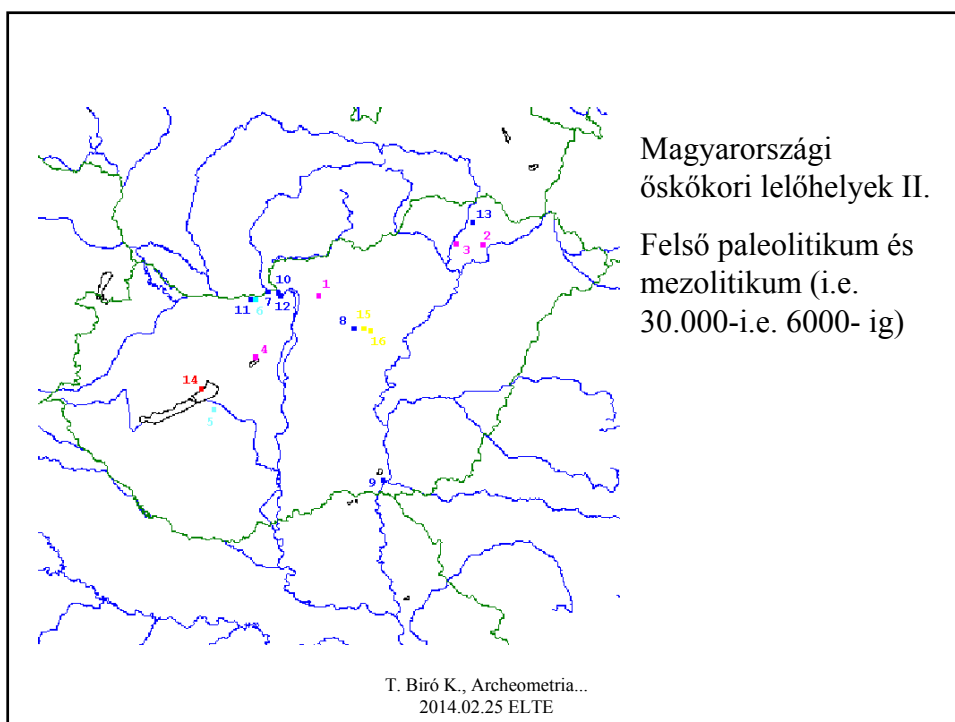 Magyarországi
őskőkori lelőhelyek II.
Felső paleolitikum és
mezolitikum (i.e.
30.000-i.e. 6000- ig)
13
3 2
10 1
11 6 7 12
8 15
16
4
14
5
9
T. Biró K., Archeometria...
2014.02.25 ELTE